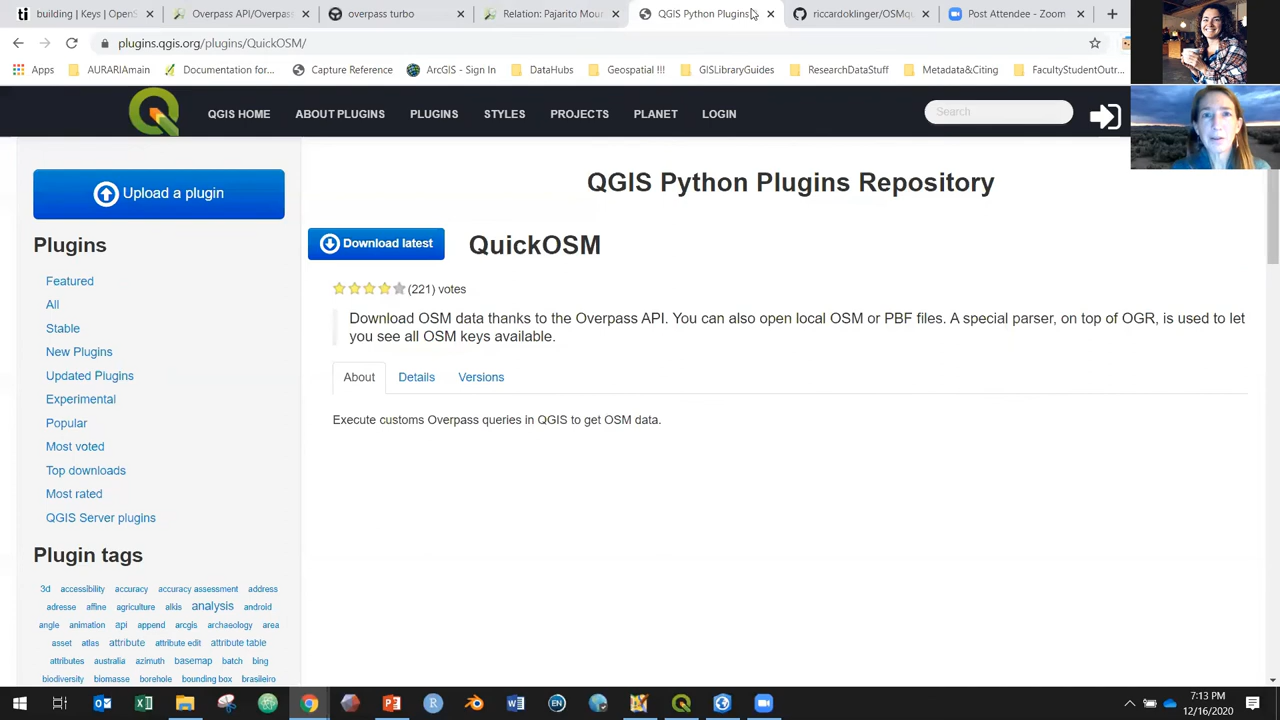 building | Keys | OpenS
Overpass API/Overpass
overpass turbo
Relation: Pajarito Mour
QGIS Python Plugins
riccardoklinger/OSMqu
Post Attendee - Zoom
plugins.qgis.org/plugins/QuickOSM/
Apps
AURARIAmain
Documentation for...
Capture Reference
ArcGIS - Sign In
DataHubs
Geospatial !!!
GISLibraryGuides
ResearchDataStuff
Metadata&Citing
FacultyStudentOutr...
QGIS HOME
ABOUT PLUGINS
PLUGINS
STYLES
PROJECTS
PLANET
LOGIN
Search
Upload a plugin
QGIS Python Plugins Repository
Plugins
Featured
All
Stable
New Plugins
Updated Plugins
Experimental
Popular
Most voted
Top downloads
Most rated
QGIS Server plugins
Plugin tags
3d accessibility accuracy accuracy assessment address
adresse affine agriculture alkis analysis android
angle animation api append arcgis archaeology area
asset atlas attribute attribute edit attribute table
attributes australia azimuth basemap batch bing
biodiversity biomasse borehole bounding box brasileiro
Download latest
QuickOSM
(221) votes
Download OSM data thanks to the Overpass API. You can also open local OSM or PBF files. A special parser, on top of OGR, is used to let
you see all OSM keys available.
About
Details
Versions
Execute customs Overpass queries in QGIS to get OSM data.
7:13 PM
12/16/2020